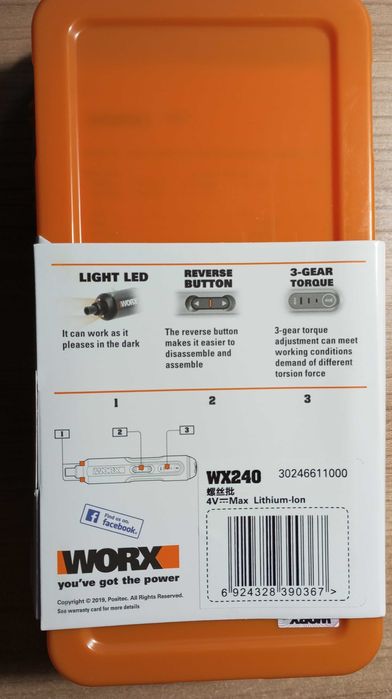 LIGHT LED
It can work as it
pleases in the dark
REVERSE
BUTTON
The reverse button
makes it easier to
disassemble and
assemble
3-GEAR
TORQUE
3-gear torque
adjustment can meet
working conditions
demand of different
torsion force
WORX
1 2 3
1 2 3
WORX
WX240 30246611000
螺丝批
4V⎓Max Lithium-Ion
Find us on.
facebook.
WORX
you've got the power
Copyright © 2019, Positec. All Rights Reserved.
See warranty card for more details
6 924328 390367 >
WORX